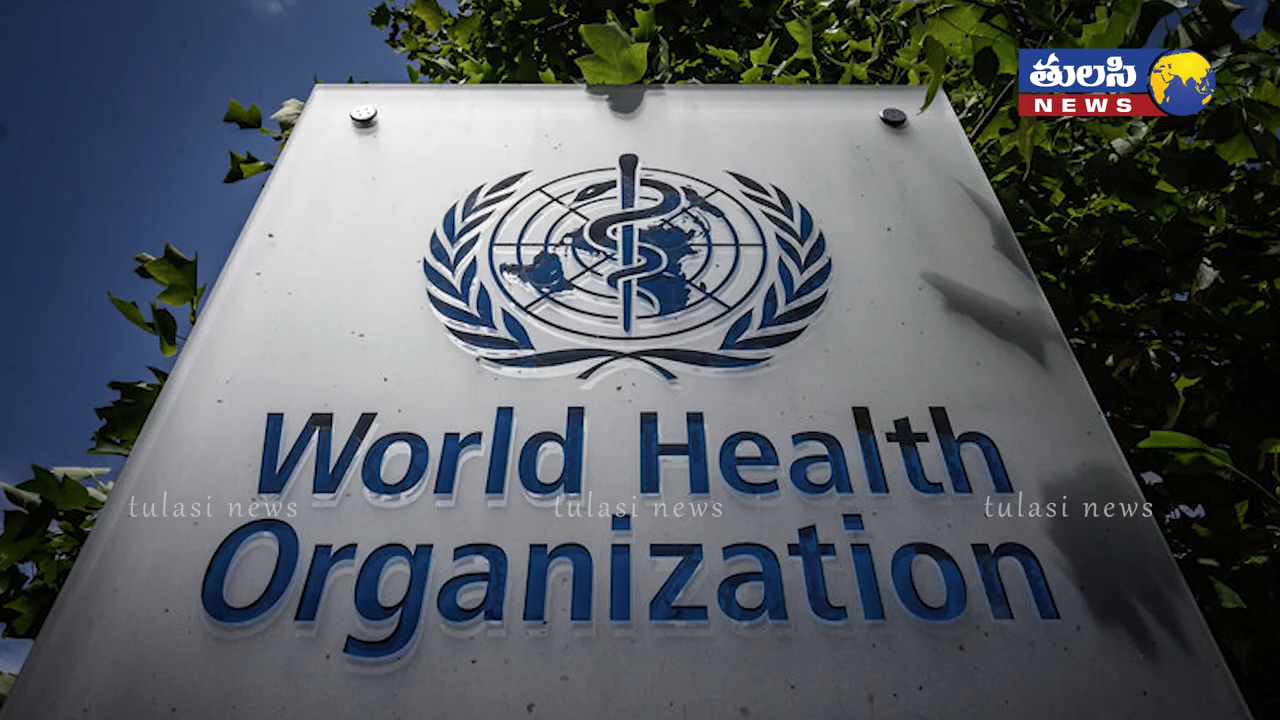 తులసి
NEWS
World Health
tulasi news tulasi news tulasi news
Organization